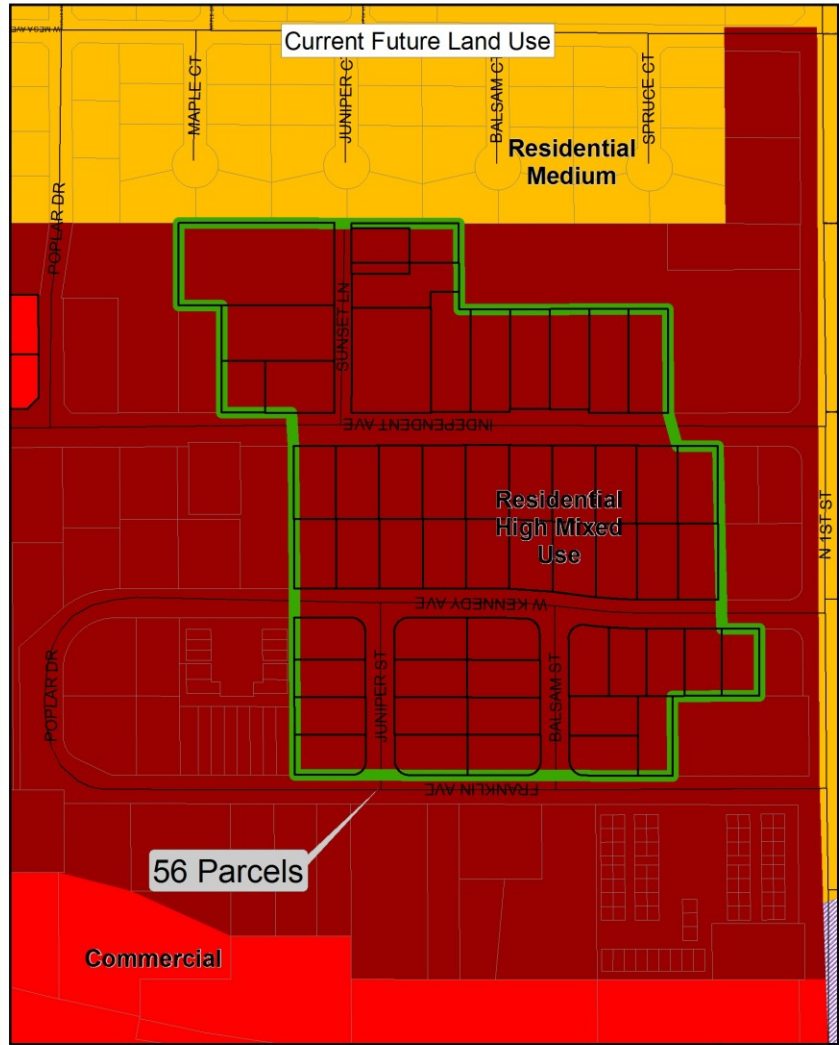 W MESA AVE
Current Future Land Use
MAPLE CT
JUNIPER CT
BALSAM CT
SPRUCE CT
Residential
Medium
POPLAR DR
SUNSET LN
INDEPENDENT AVE
Residential
High Mixed
Use
N 1ST ST
W KENNEDY AVE
POPLAR DR
JUNIPER ST
BALSAM ST
FRANKLIN AVE
56 Parcels
Commercial